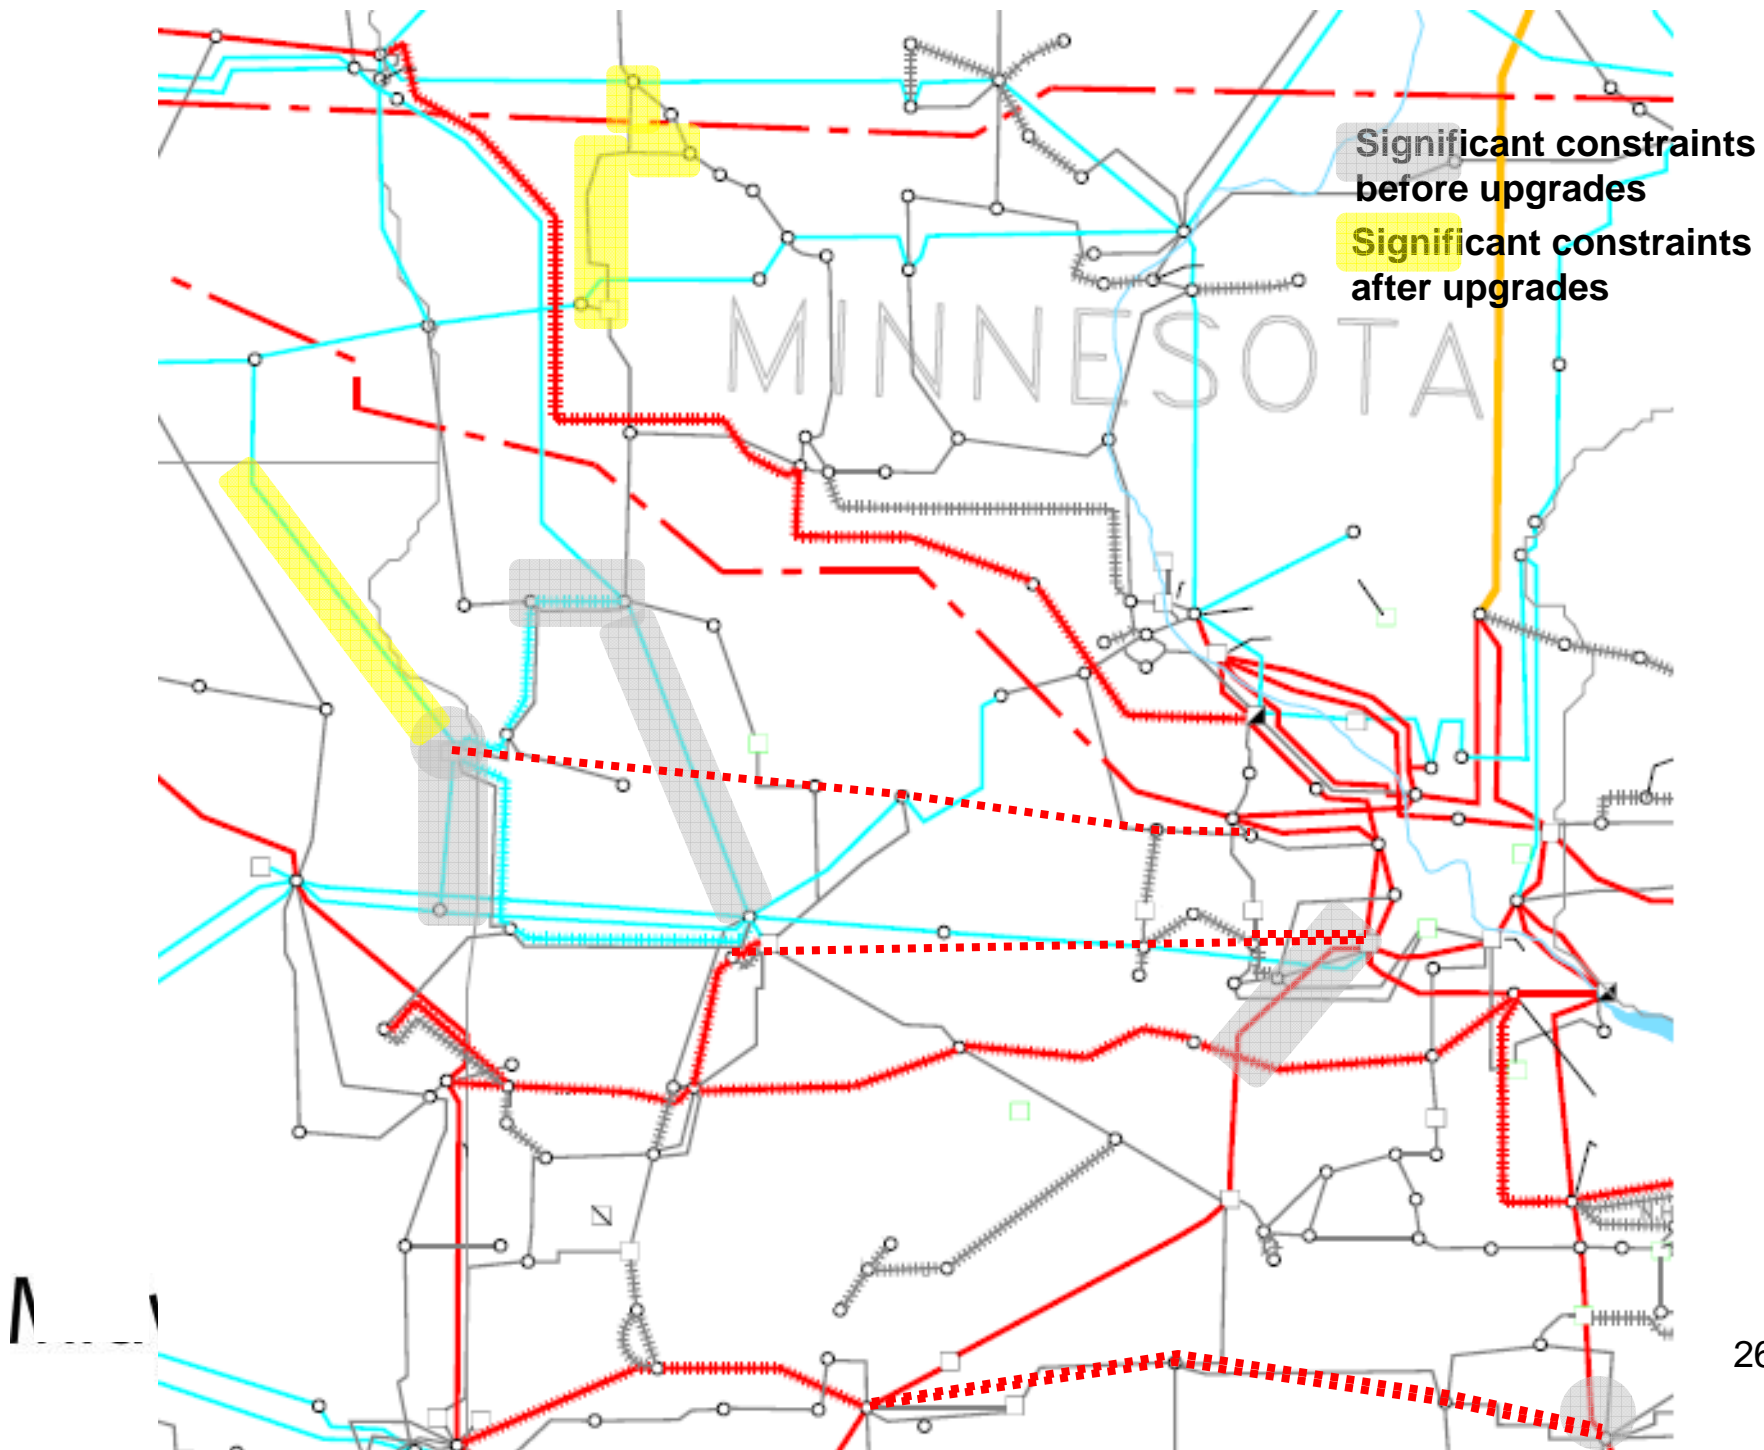 Significant constraints
before upgrades
Significant constraints
after upgrades
MINNESOTA
26